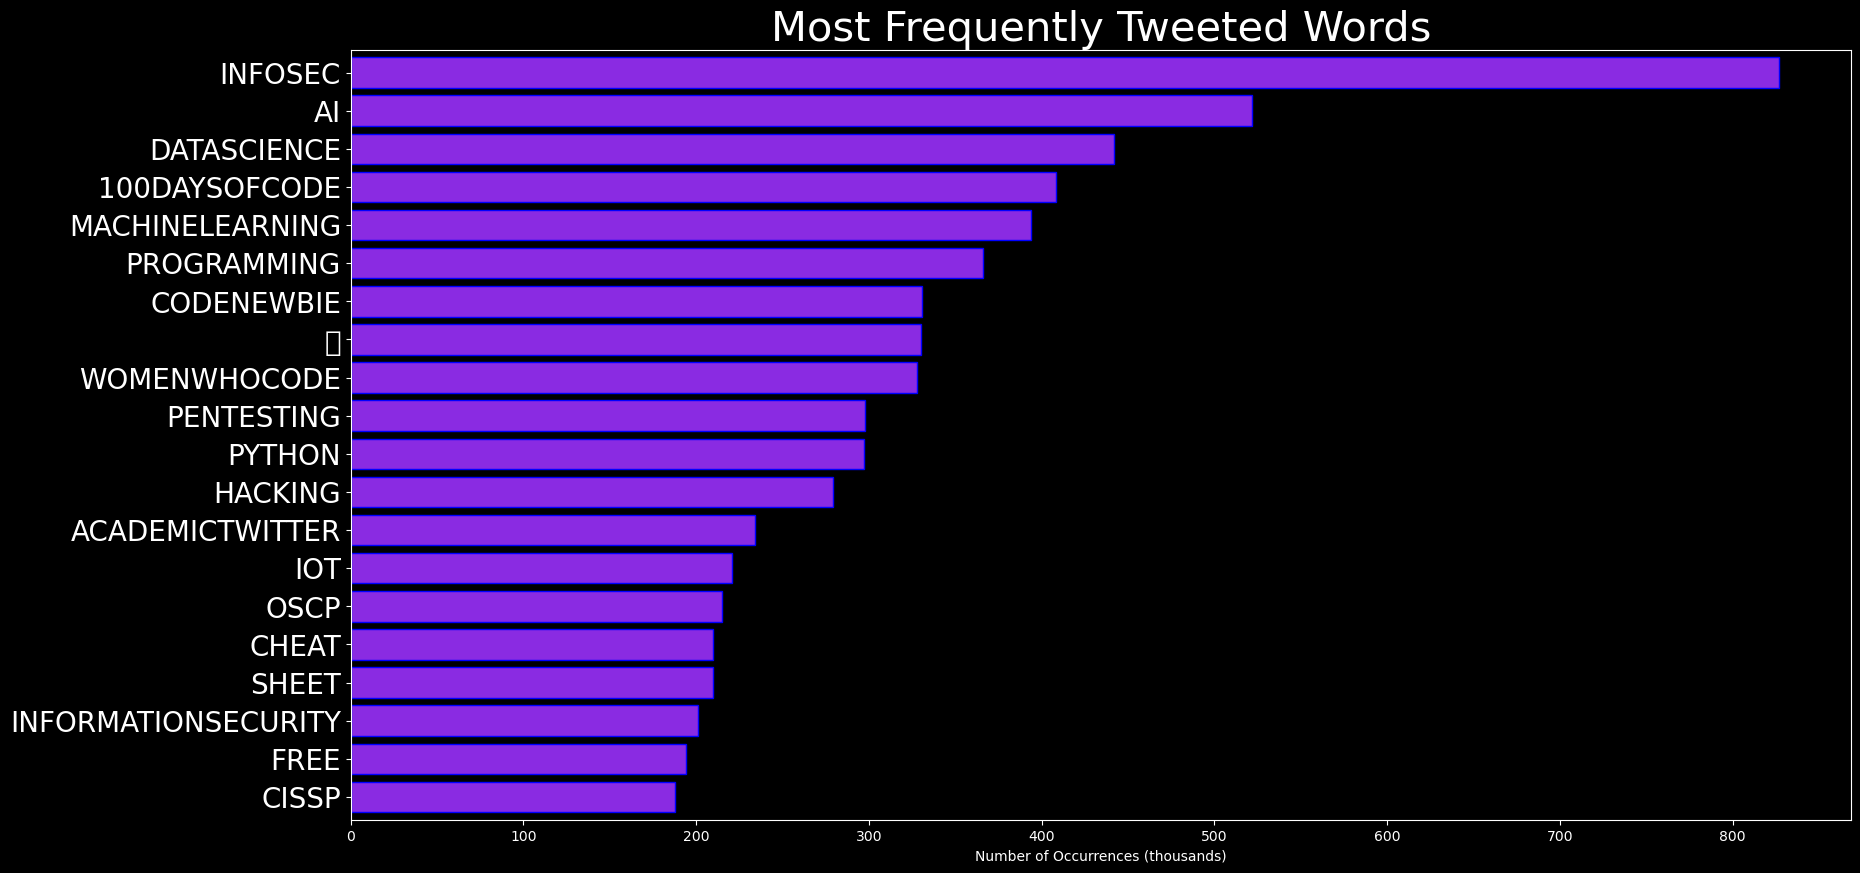 Most Frequently Tweeted Words
INFOSEC
AI
DATASCIENCE
100DAYSOFCODE
MACHINELEARNING
PROGRAMMING
CODENEWBIE
WOMENWHOCODE
PENTESTING
PYTHON
HACKING
ACADEMICTWITTER
IOT
OSCP
CHEAT
SHEET
INFORMATIONSECURITY
FREE
CISSP
0 100 200 300 400 500 600 700 800
Number of Occurrences (thousands)